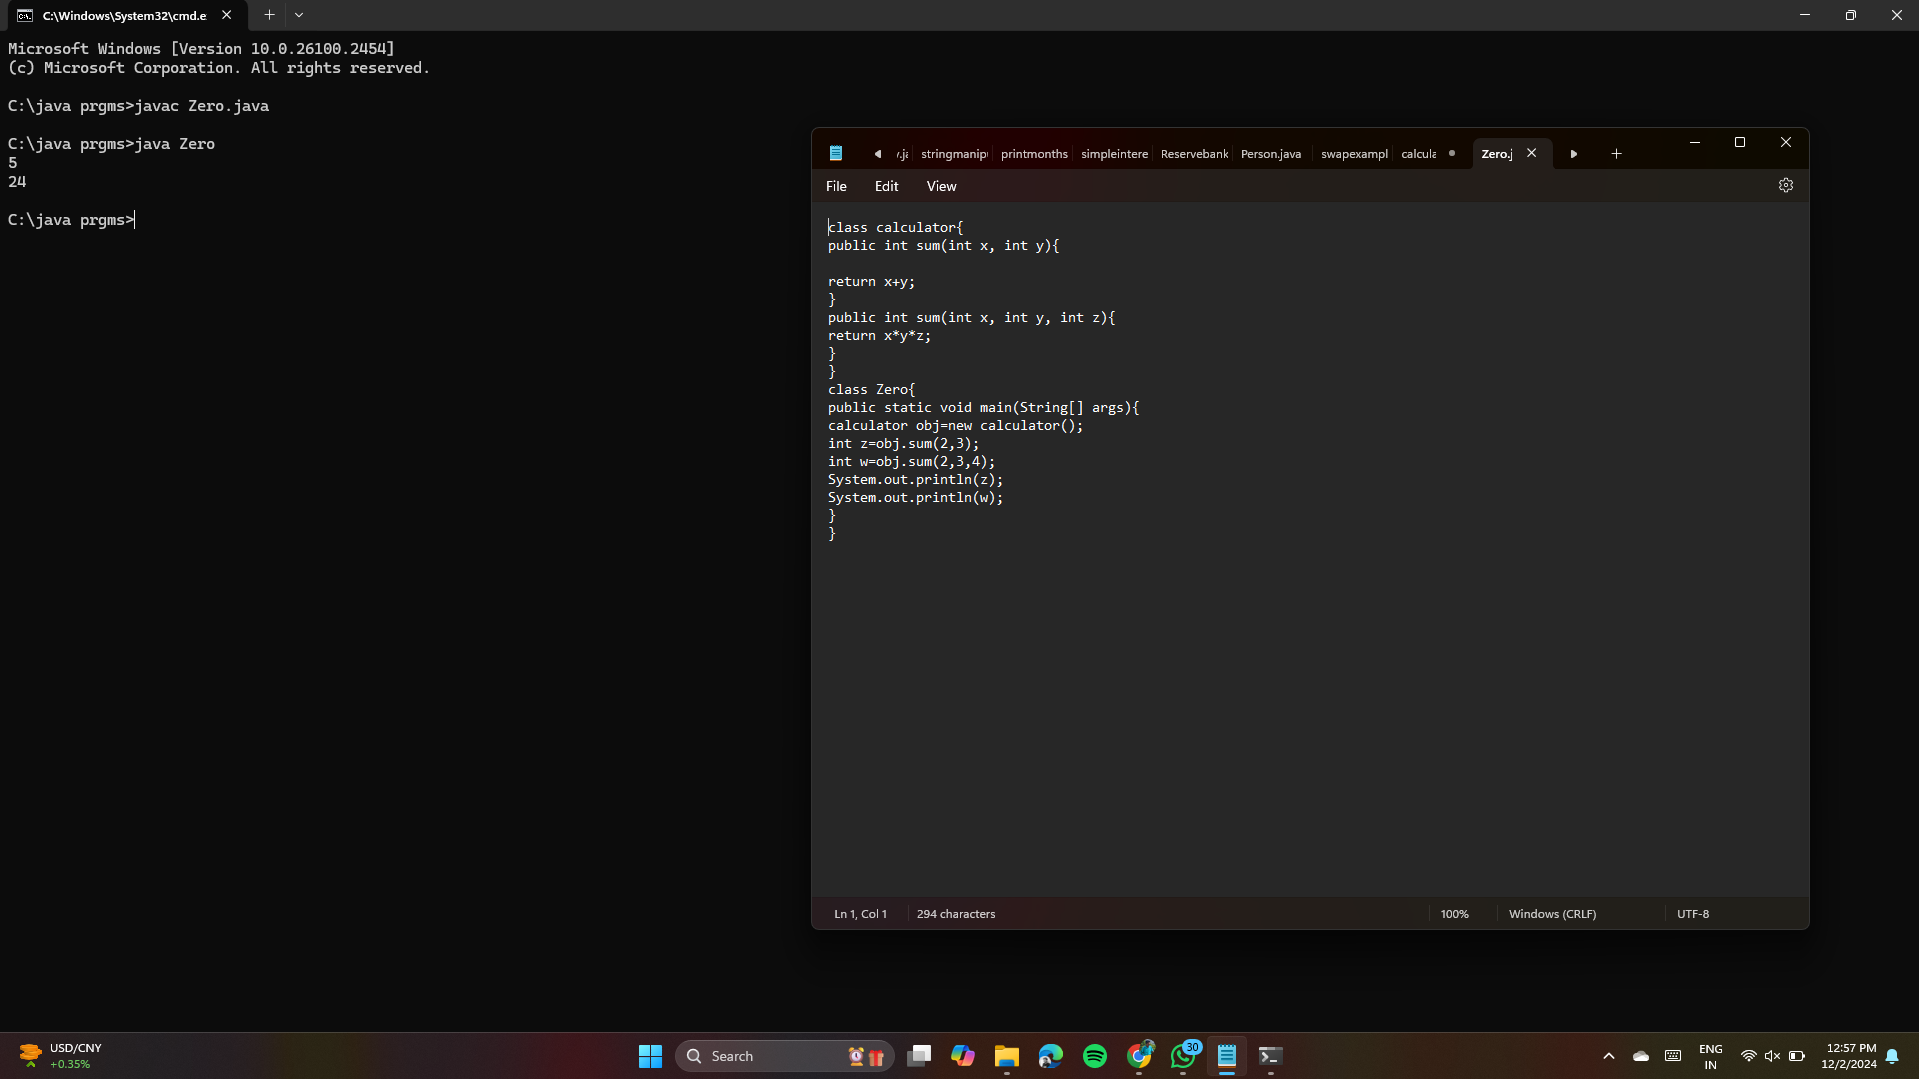 C:\Windows\System32\cmd.e
Microsoft Windows [Version 10.0.26100.2454]
(c) Microsoft Corporation. All rights reserved.
C:\java prgms>javac Zero.java
C:\java prgms>java Zero
5
24
C:\java prgms>
stringmanip printmonths simpleintere Reservebank Person.java swapexampl calcula Zero.j
File Edit View
class calculator{
public int sum(int x, int y){
return x+y;
}
public int sum(int x, int y, int z){
return x*y*z;
}
}
class Zero{
public static void main(String[] args){
calculator obj=new calculator();
int z=obj.sum(2,3);
int w=obj.sum(2,3,4);
System.out.println(z);
System.out.println(w);
}
}
Ln 1, Col 1 294 characters 100% Windows (CRLF) UTF-8
USD/CNY
+0.35%
Search
30
ENG
IN
12:57 PM
12/2/2024